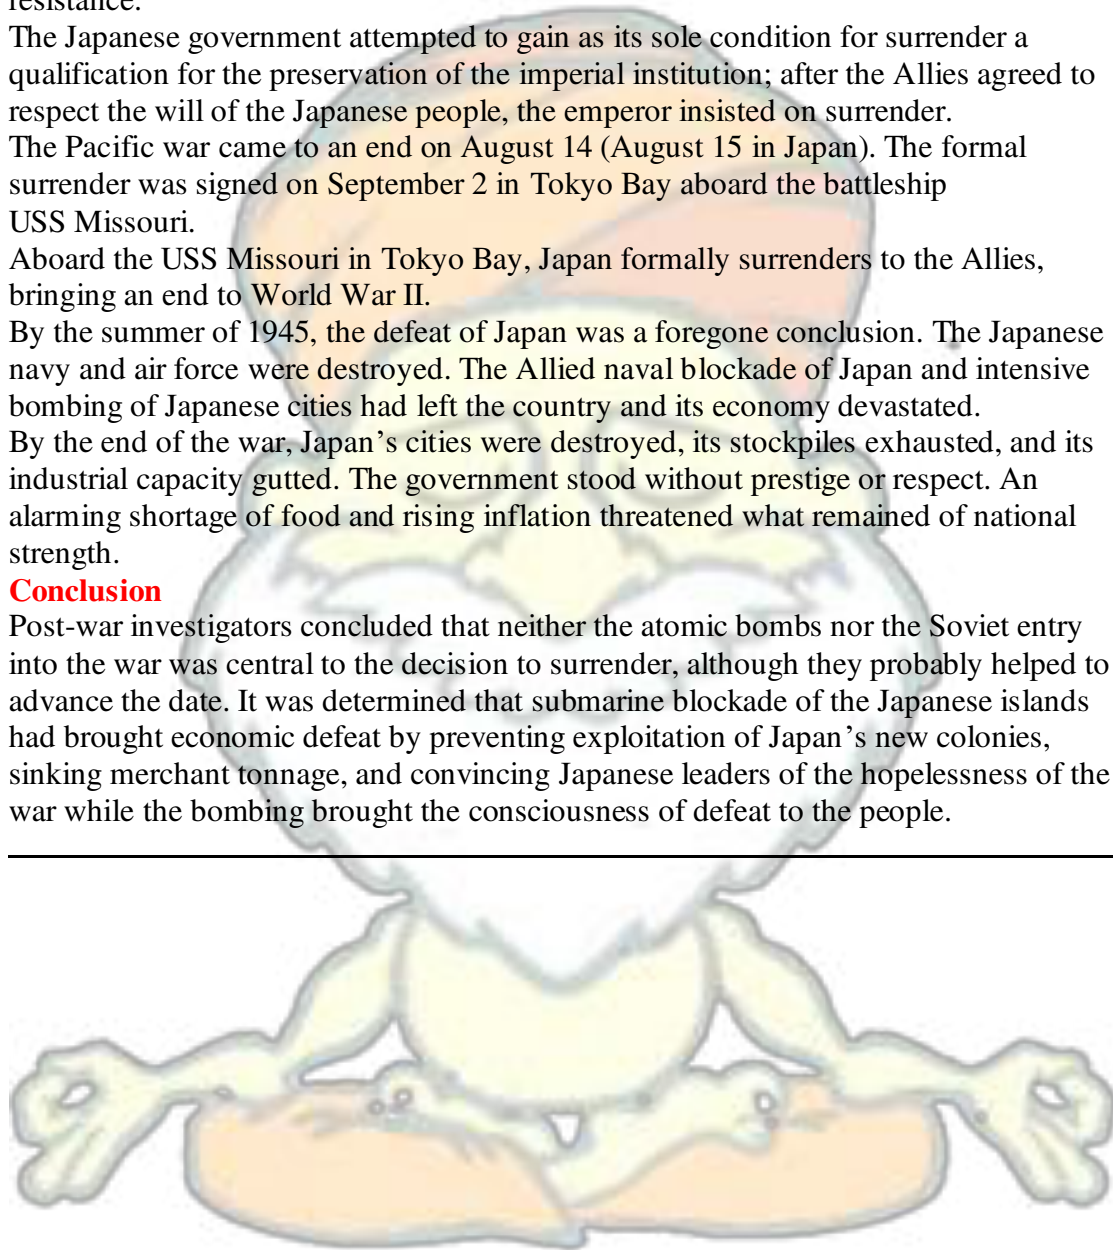 resistance.
The Japanese government attempted to gain as its sole condition for surrender a
qualification for the preservation of the imperial institution; after the Allies agreed to
respect the will of the Japanese people, the emperor insisted on surrender.
The Pacific war came to an end on August 14 (August 15 in Japan). The formal
surrender was signed on September 2 in Tokyo Bay aboard the battleship
USS Missouri.
Aboard the USS Missouri in Tokyo Bay, Japan formally surrenders to the Allies,
bringing an end to World War II.
By the summer of 1945, the defeat of Japan was a foregone conclusion. The Japanese
navy and air force were destroyed. The Allied naval blockade of Japan and intensive
bombing of Japanese cities had left the country and its economy devastated.
By the end of the war, Japan’s cities were destroyed, its stockpiles exhausted, and its
industrial capacity gutted. The government stood without prestige or respect. An
alarming shortage of food and rising inflation threatened what remained of national
strength.
Conclusion
Post-war investigators concluded that neither the atomic bombs nor the Soviet entry
into the war was central to the decision to surrender, although they probably helped to
advance the date. It was determined that submarine blockade of the Japanese islands
had brought economic defeat by preventing exploitation of Japan’s new colonies,
sinking merchant tonnage, and convincing Japanese leaders of the hopelessness of the
war while the bombing brought the consciousness of defeat to the people.